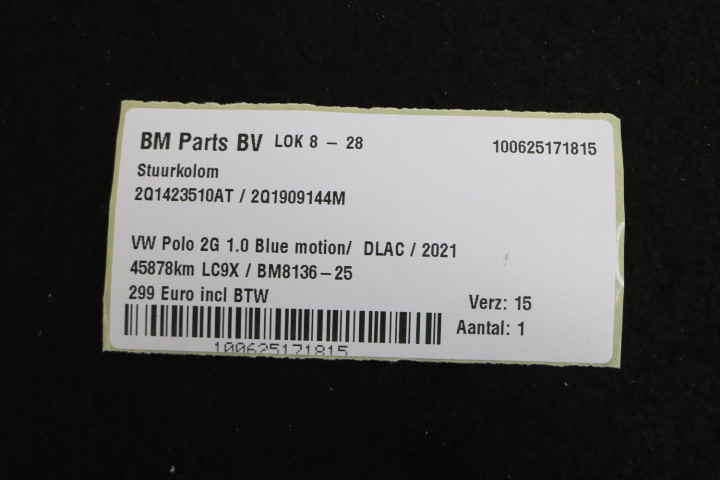 BM Parts BV LOK 8 - 28 100625171815
Stuurkolom
2Q1423510AT / 2Q1909144M
VW Polo 2G 1.0 Blue motion/ DLAC / 2021
45878km LC9X / BM8136-25
299 Euro incl BTW
Verz: 15
Aantal: 1
100625171815